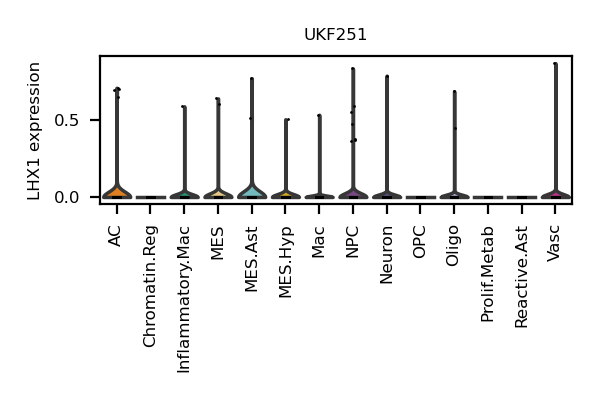 UKF251
LHX1 expression
0.5
0.0
AC
Chromatin.Reg
Inflammatory.Mac
MES
MES.Ast
MES.Hyp
Mac
NPC
Neuron
OPC
Oligo
Prolif.Metab
Reactive.Ast
Vasc